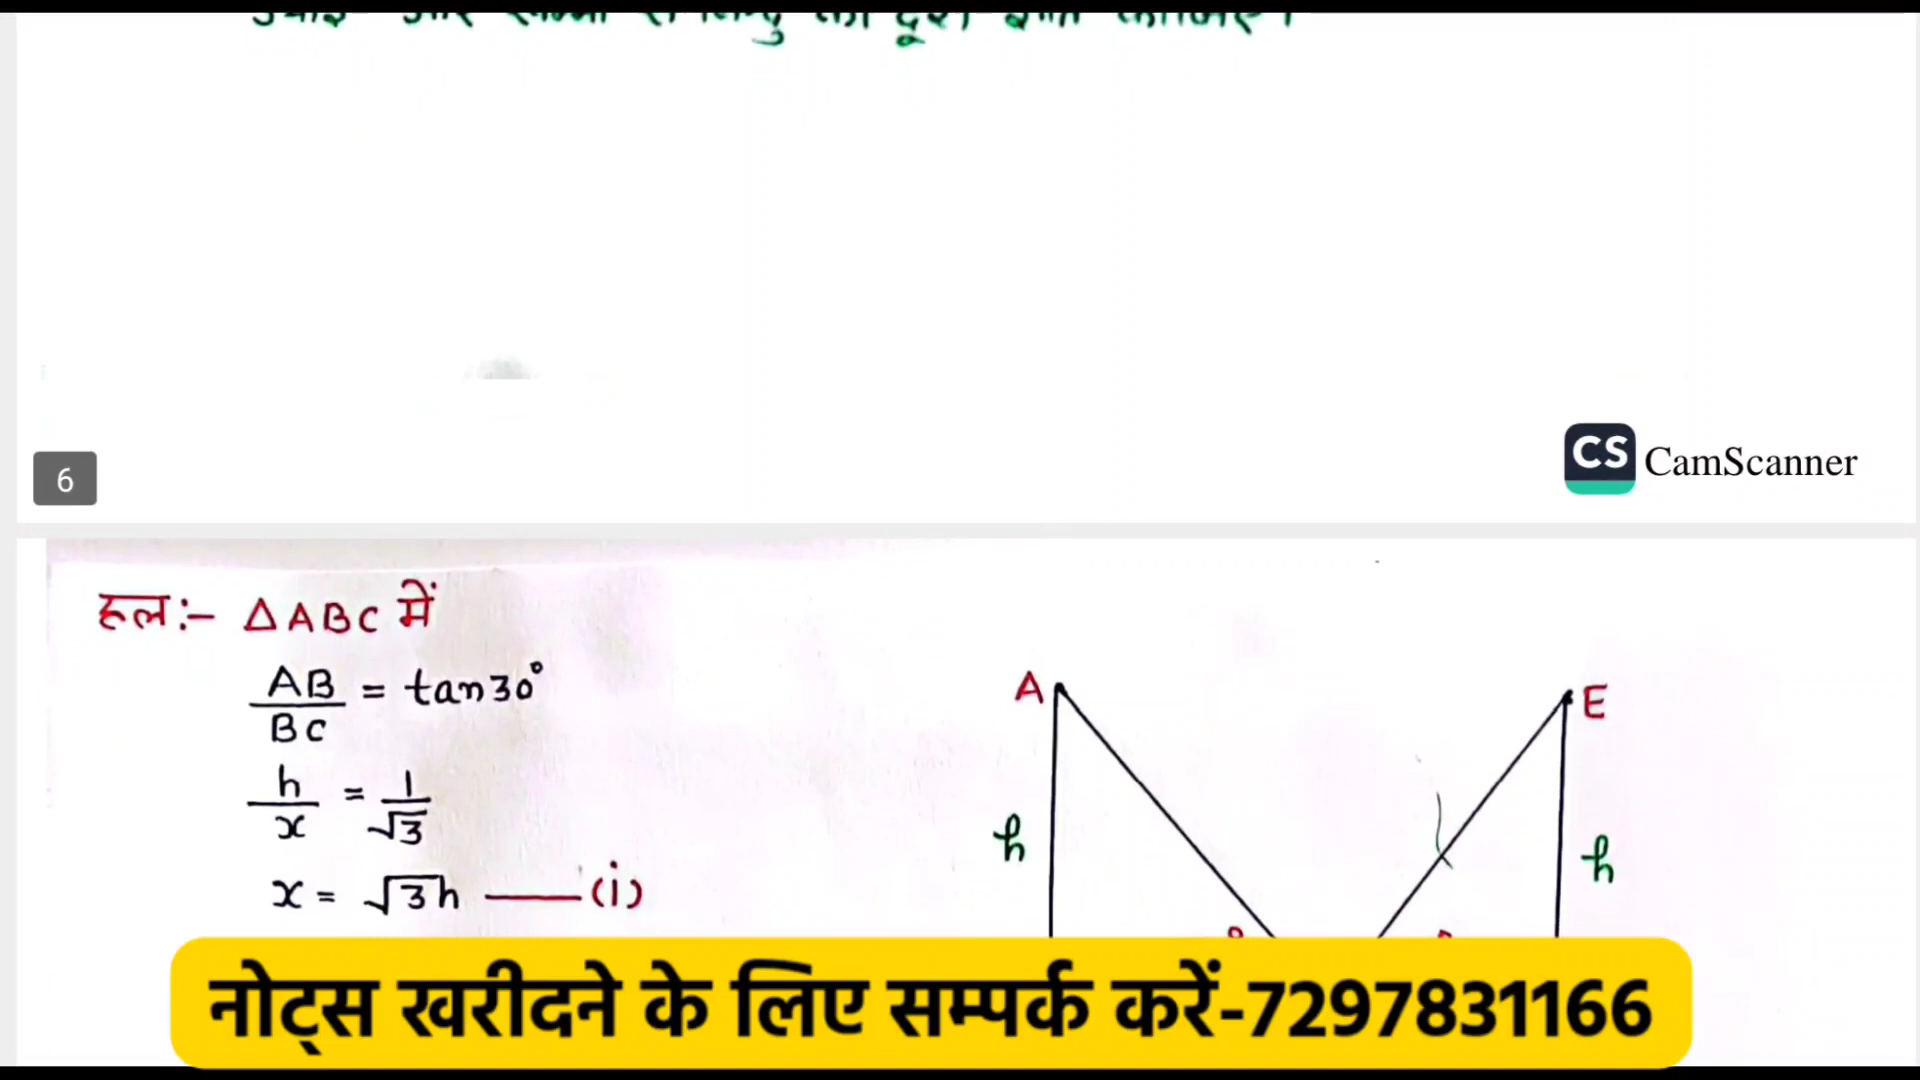 6
CS CamScanner
हल:- △ABC में
AB/BC = tan30°
h/x = 1/√3
x = √3h —— (i)
A
E
h
h
नोट्स खरीदने के लिए सम्पर्क करें-7297831166